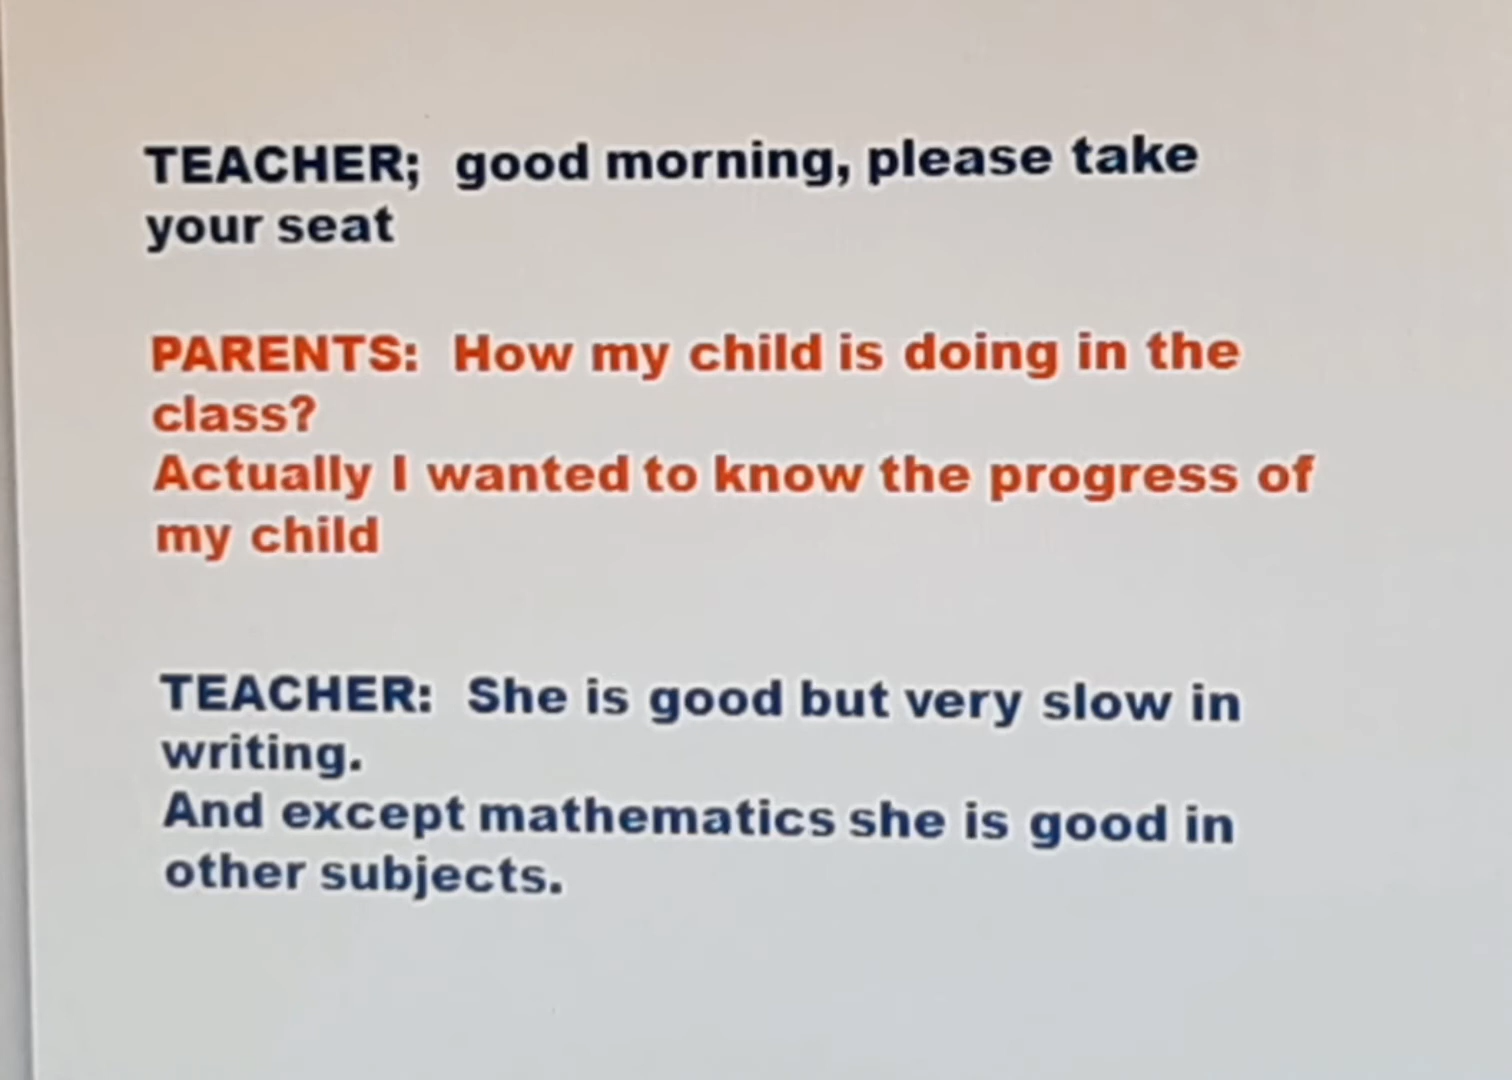 TEACHER; good morning, please take
your seat
PARENTS: How my child is doing in the
class?
Actually I wanted to know the progress of
my child
TEACHER: She is good but very slow in
writing.
And except mathematics she is good in
other subjects.